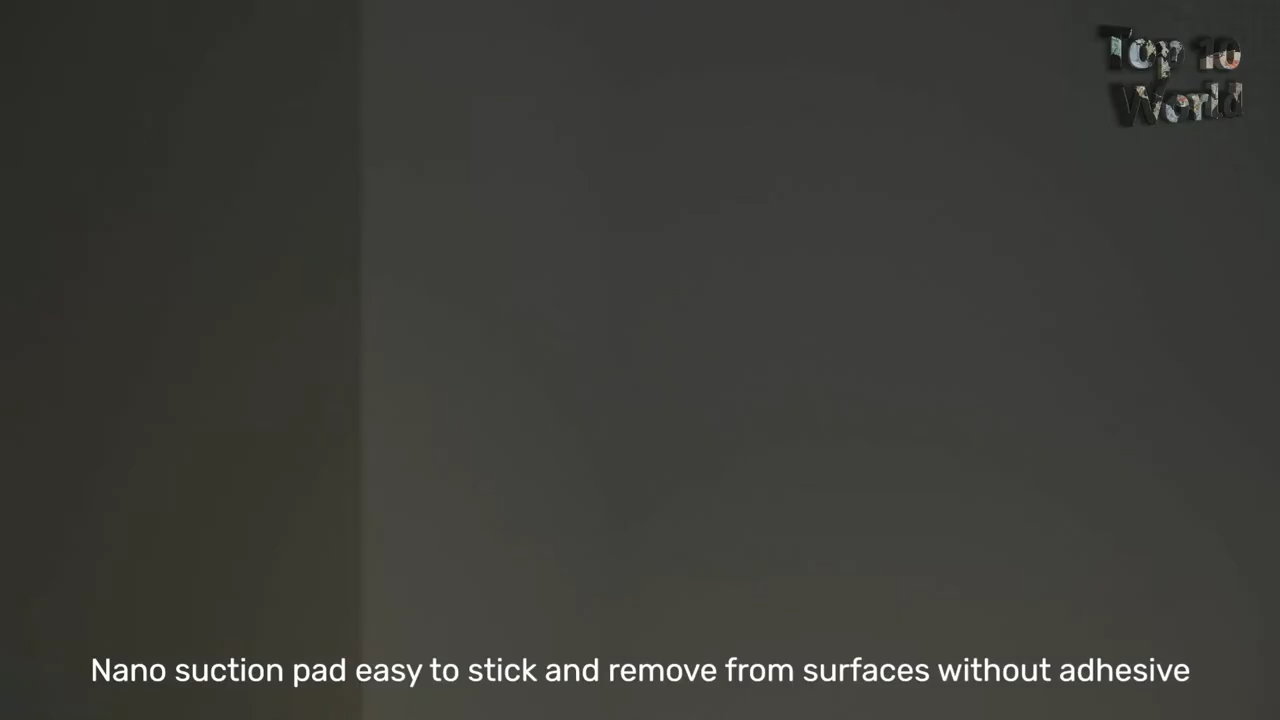 Top 10
World
Nano suction pad easy to stick and remove from surfaces without adhesive